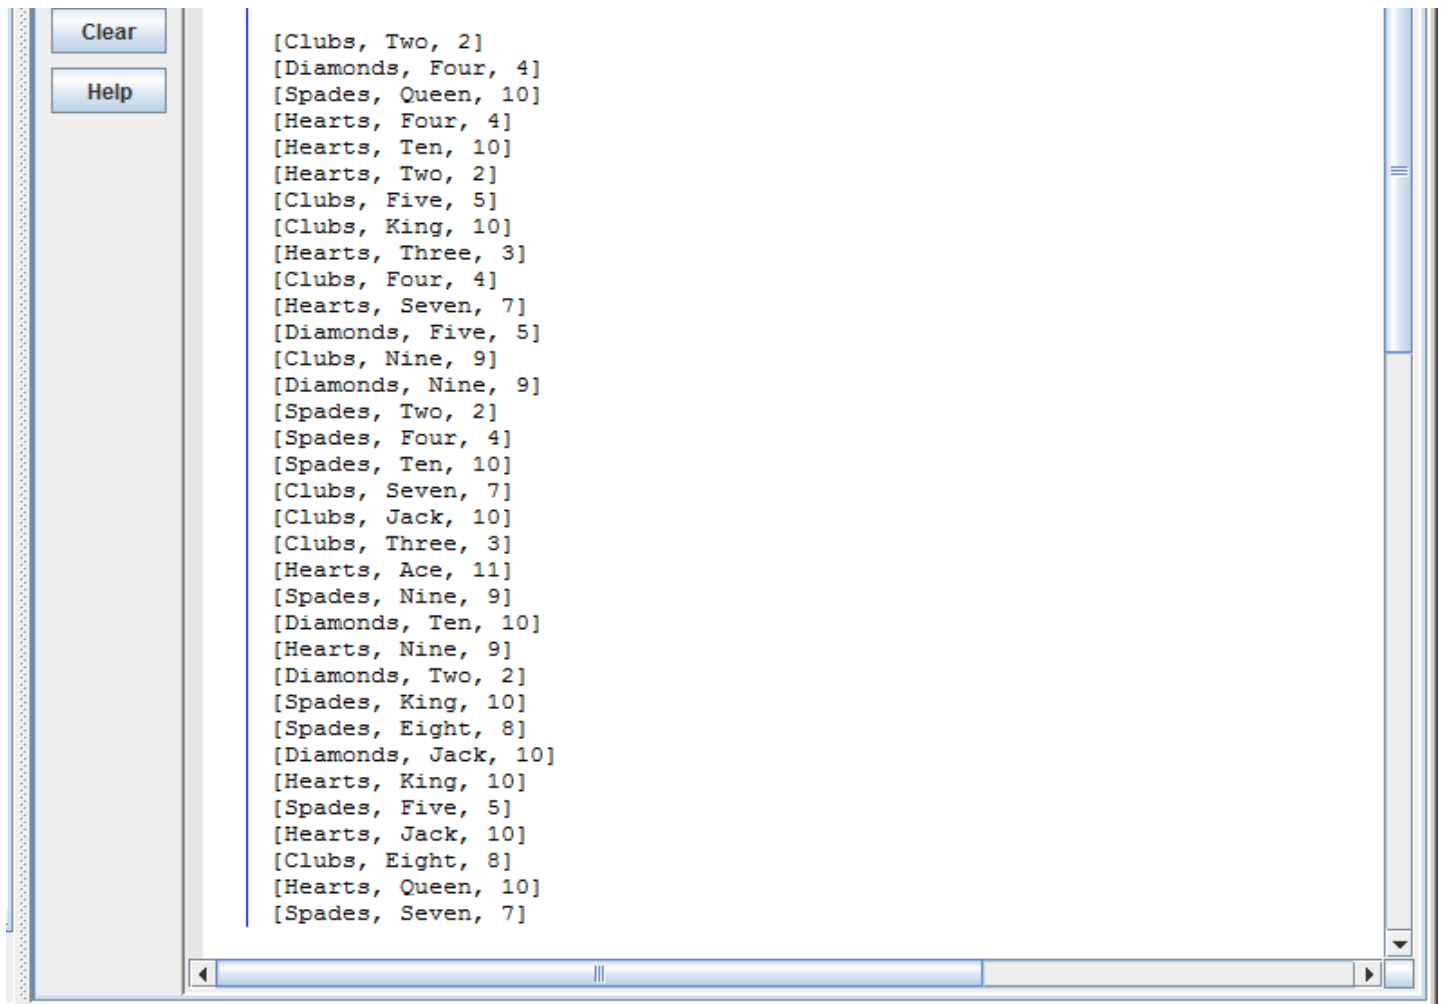 Clear
Help
[Clubs, Two, 2]
[Diamonds, Four, 4]
[Spades, Queen, 10]
[Hearts, Four, 4]
[Hearts, Ten, 10]
[Hearts, Two, 2]
[Clubs, Five, 5]
[Clubs, King, 10]
[Hearts, Three, 3]
[Clubs, Four, 4]
[Hearts, Seven, 7]
[Diamonds, Five, 5]
[Clubs, Nine, 9]
[Diamonds, Nine, 9]
[Spades, Two, 2]
[Spades, Four, 4]
[Spades, Ten, 10]
[Clubs, Seven, 7]
[Clubs, Jack, 10]
[Clubs, Three, 3]
[Hearts, Ace, 11]
[Spades, Nine, 9]
[Diamonds, Ten, 10]
[Hearts, Nine, 9]
[Diamonds, Two, 2]
[Spades, King, 10]
[Spades, Eight, 8]
[Diamonds, Jack, 10]
[Hearts, King, 10]
[Spades, Five, 5]
[Hearts, Jack, 10]
[Clubs, Eight, 8]
[Hearts, Queen, 10]
[Spades, Seven, 7]